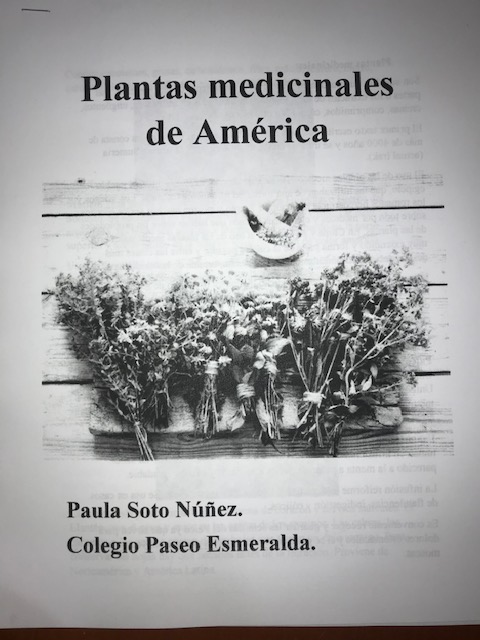 Plantas medicinales
de América
Paula Soto Núñez.
Colegio Paseo Esmeralda.